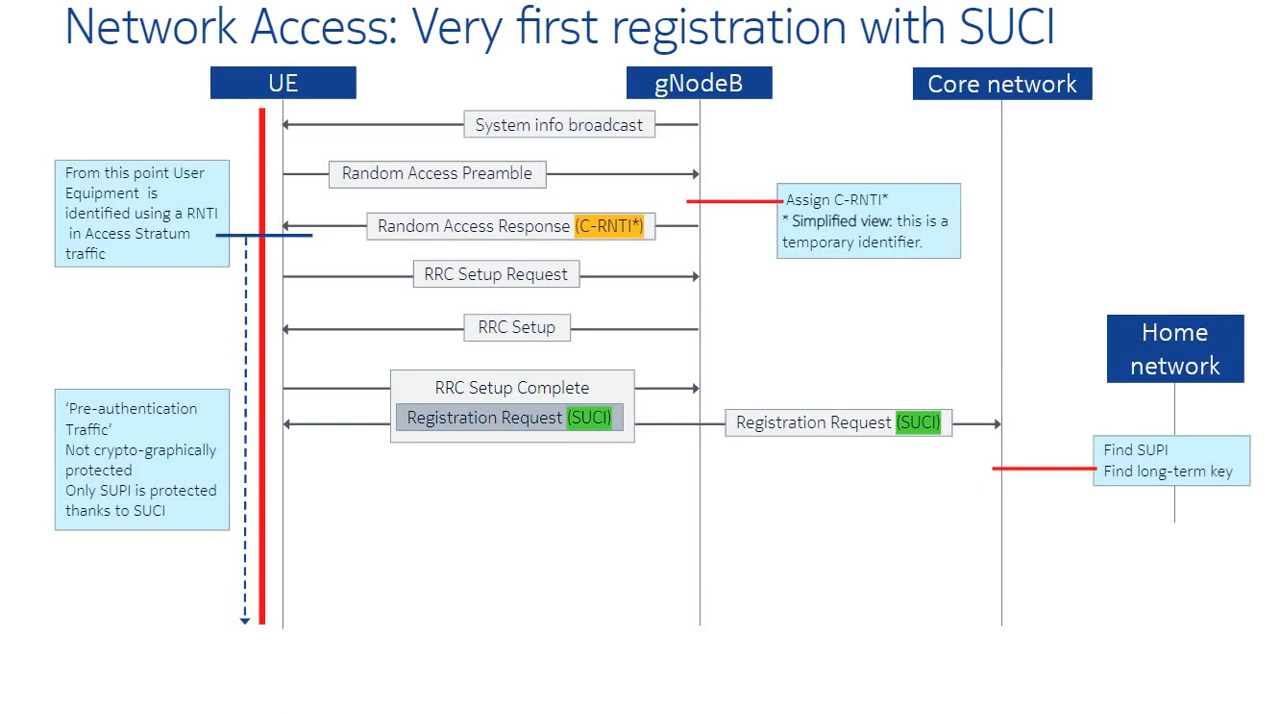 Network Access: Very first registration with SUCI
UE
gNodeB
Core network
System info broadcast
Random Access Preamble
From this point User
Equipment is
identified using a RNTI
in Access Stratum
traffic
Assign C-RNTI*
* Simplified view: this is a
temporary identifier.
Random Access Response (C-RNTI*)
RRC Setup Request
RRC Setup
Home
network
RRC Setup Complete
Registration Request (SUCI)
Registration Request (SUCI)
'Pre-authentication
Traffic'
Not crypto-graphically
protected
Only SUPI is protected
thanks to SUCI
Find SUPI
Find long-term key